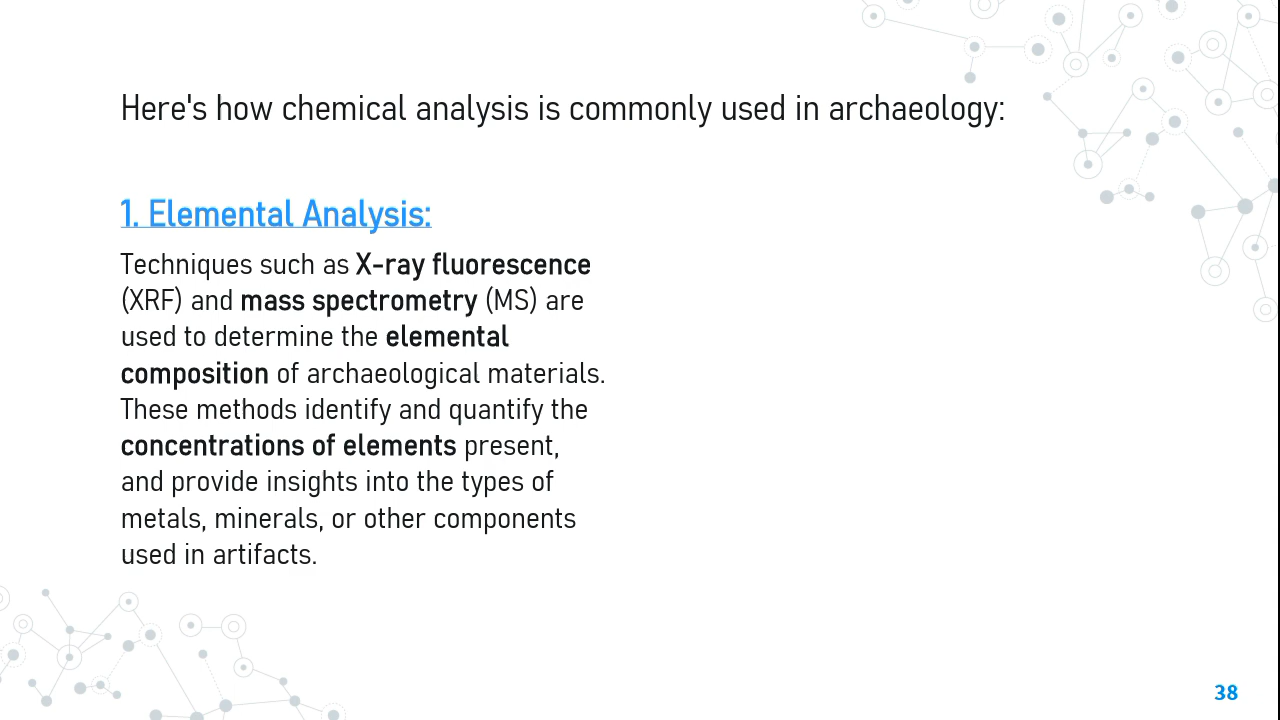 Here's how chemical analysis is commonly used in archaeology:
1. Elemental Analysis:
Techniques such as X-ray fluorescence
(XRF) and mass spectrometry (MS) are
used to determine the elemental
composition of archaeological materials.
These methods identify and quantify the
concentrations of elements present,
and provide insights into the types of
metals, minerals, or other components
used in artifacts.
38